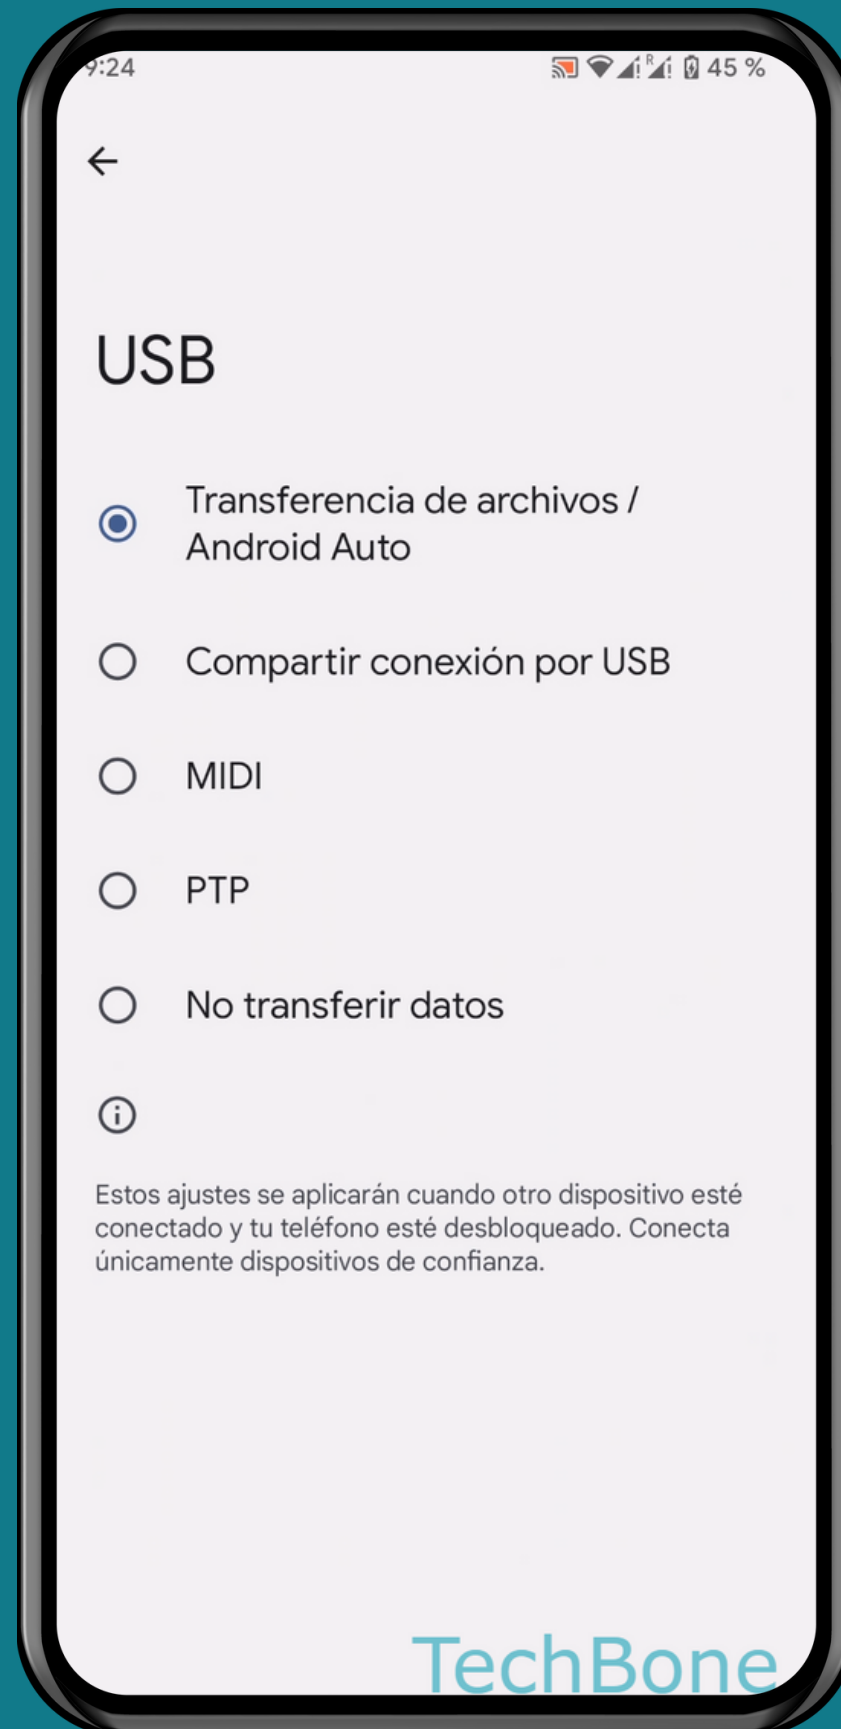 9:24
R
45 %
USB
Transferencia de archivos /
Android Auto
Compartir conexión por USB
MIDI
PTP
No transferir datos
Estos ajustes se aplicarán cuando otro dispositivo esté
conectado y tu teléfono esté desbloqueado. Conecta
únicamente dispositivos de confianza.
TechBone